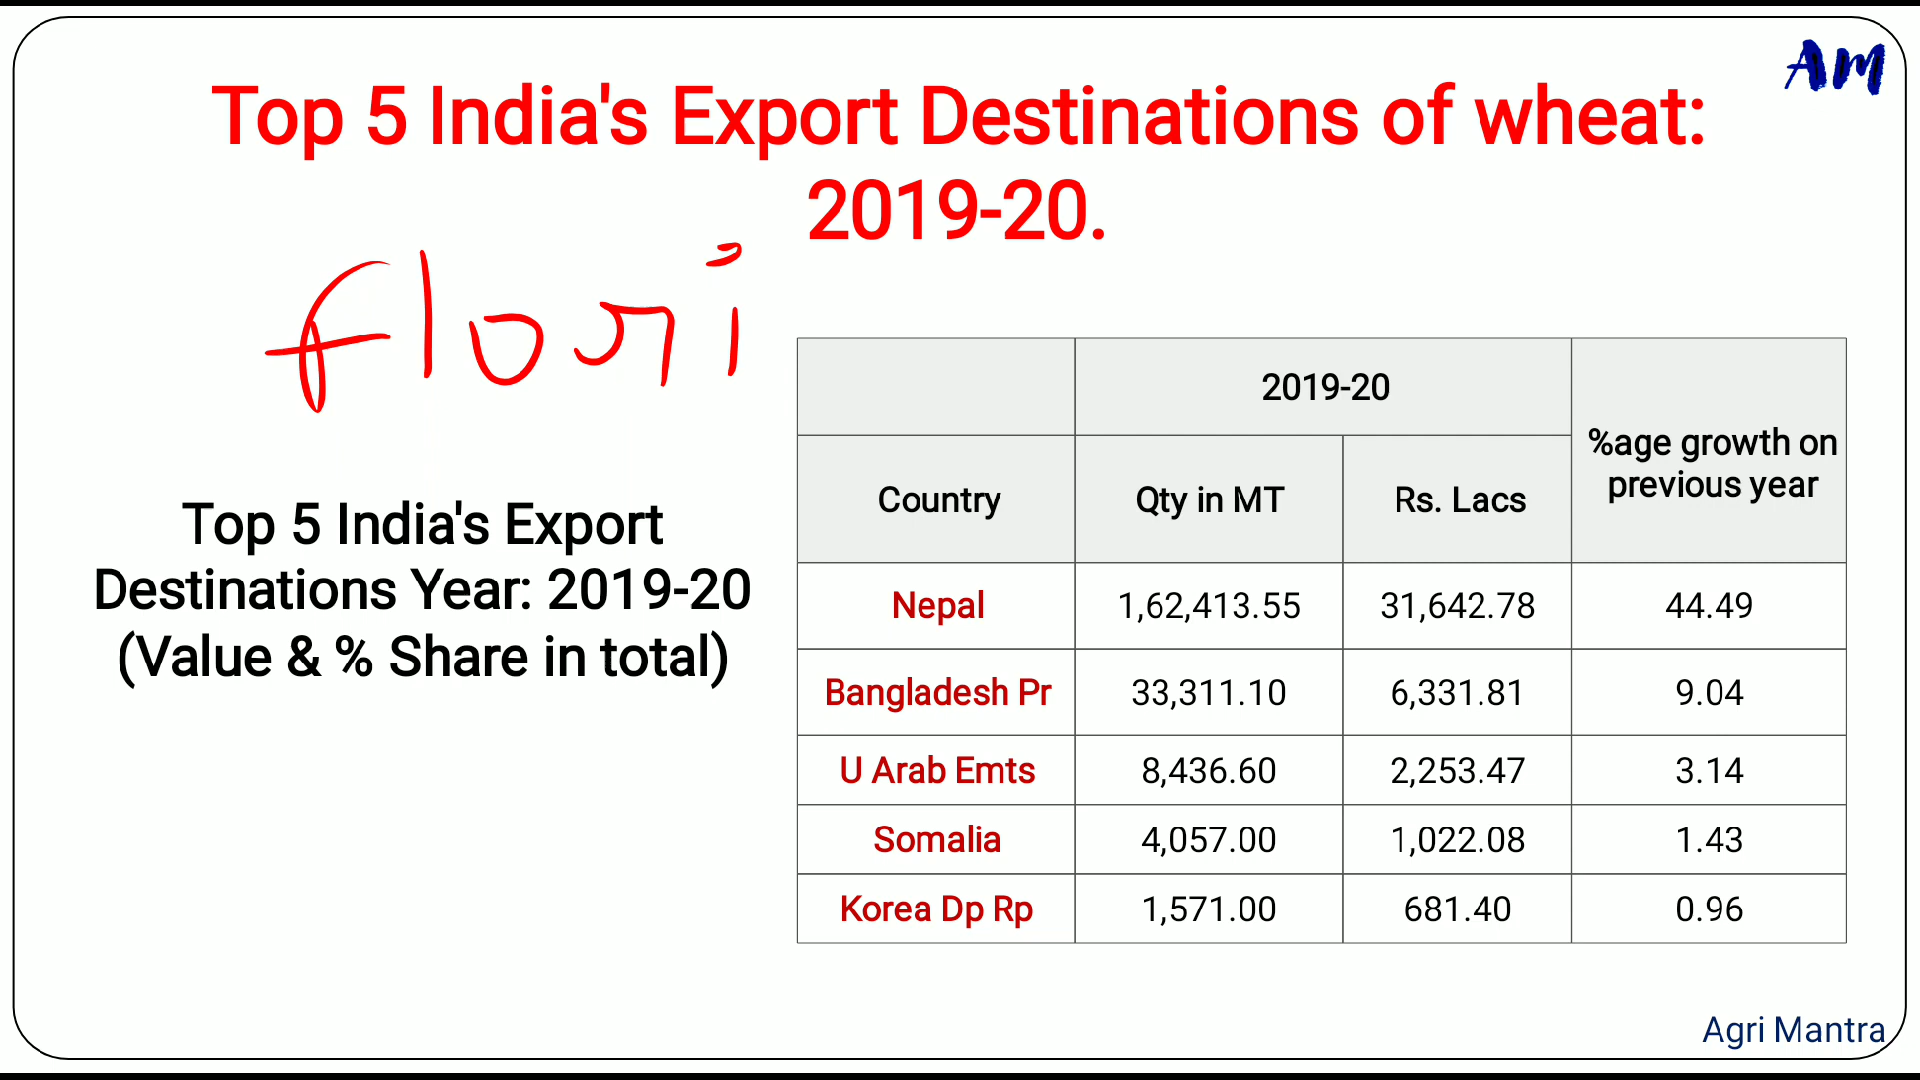 AM
Top 5 India's Export Destinations of wheat:
2019-20.
flori
Top 5 India's Export
Destinations Year: 2019-20
(Value & % Share in total)
2019-20
%age growth on
previous year
Country Qty in MT Rs. Lacs
Nepal 1,62,413.55 31,642.78 44.49
Bangladesh Pr 33,311.10 6,331.81 9.04
U Arab Emts 8,436.60 2,253.47 3.14
Somalia 4,057.00 1,022.08 1.43
Korea Dp Rp 1,571.00 681.40 0.96
Agri Mantra